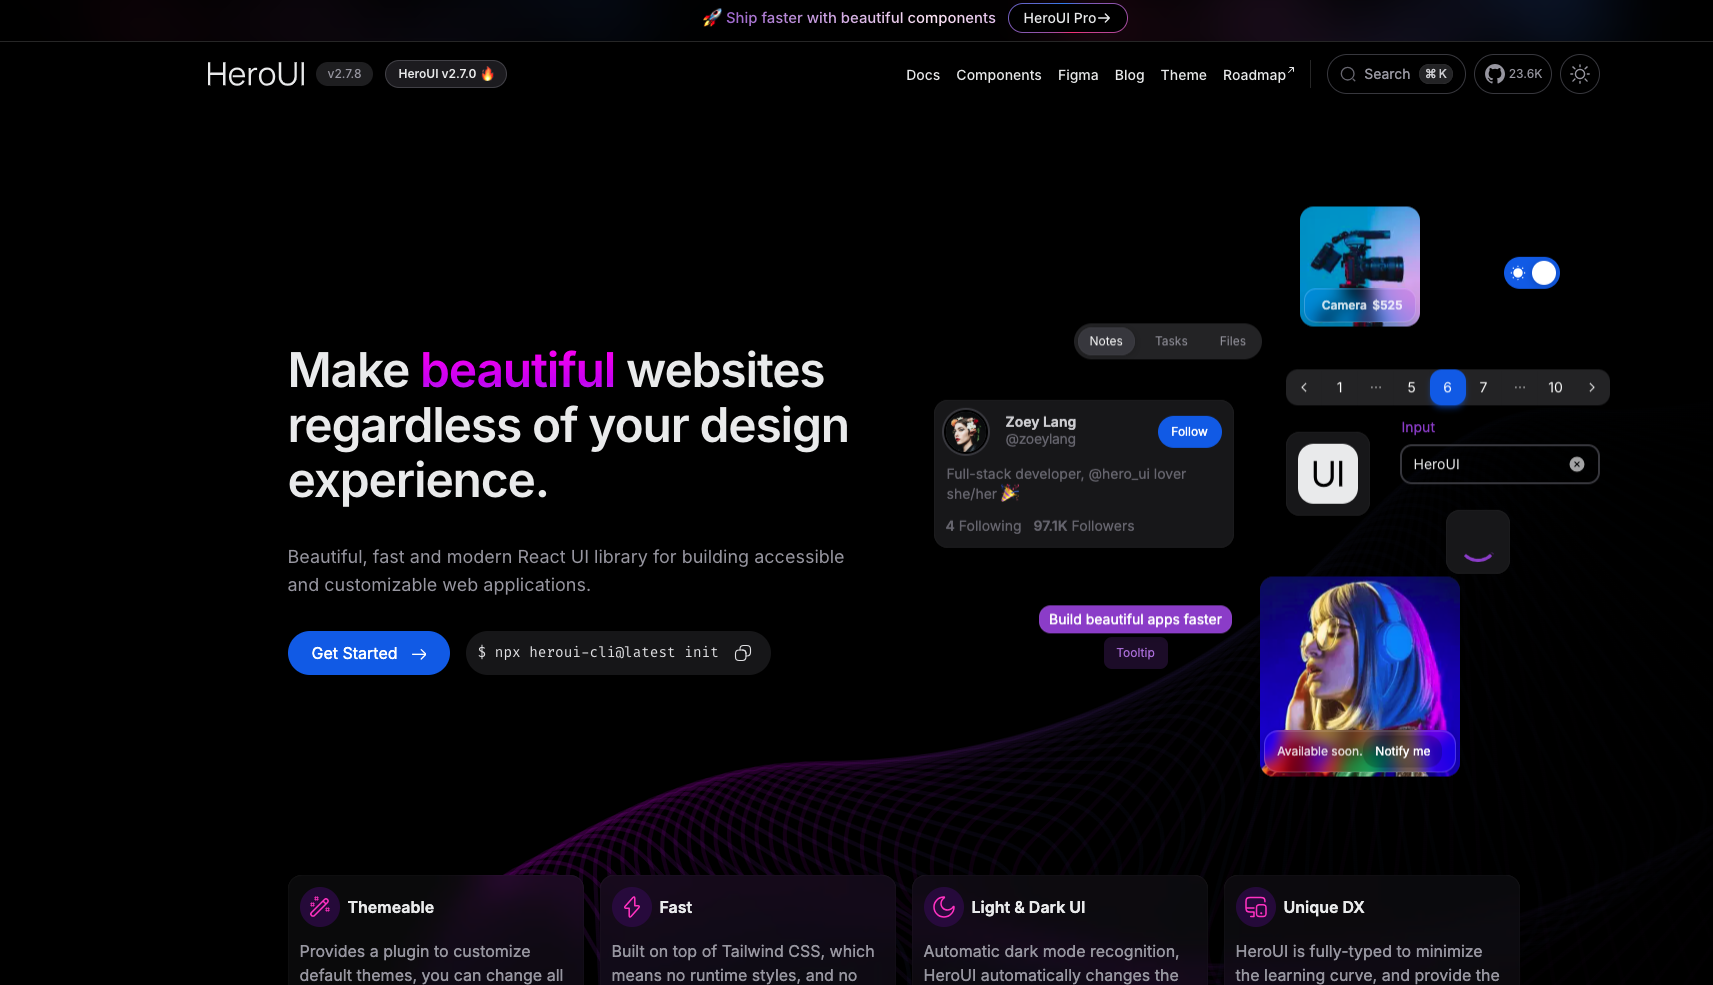 🚀 Ship faster with beautiful components HeroUI Pro→
HeroUI v2.7.8 HeroUI v2.7.0 🔥 Docs Components Figma Blog Theme Roadmap↗ Search ⌘K 23.6K
Camera $525
Notes Tasks Files
Make beautiful websites
regardless of your design
experience.
Beautiful, fast and modern React UI library for building accessible
and customizable web applications.
Get Started →
$ npx heroui-cli@latest init
1 ... 5 6 7 ... 10
Zoey Lang
@zoeylang
Follow
Full-stack developer, @hero_ui lover
she/her 🎉
4 Following 97.1K Followers
Input
HeroUI
UI
Build beautiful apps faster
Tooltip
Available soon. Notify me
Themeable
Provides a plugin to customize
default themes, you can change all
Fast
Built on top of Tailwind CSS, which
means no runtime styles, and no
Light & Dark UI
Automatic dark mode recognition,
HeroUI automatically changes the
Unique DX
HeroUI is fully-typed to minimize
the learning curve, and provide the